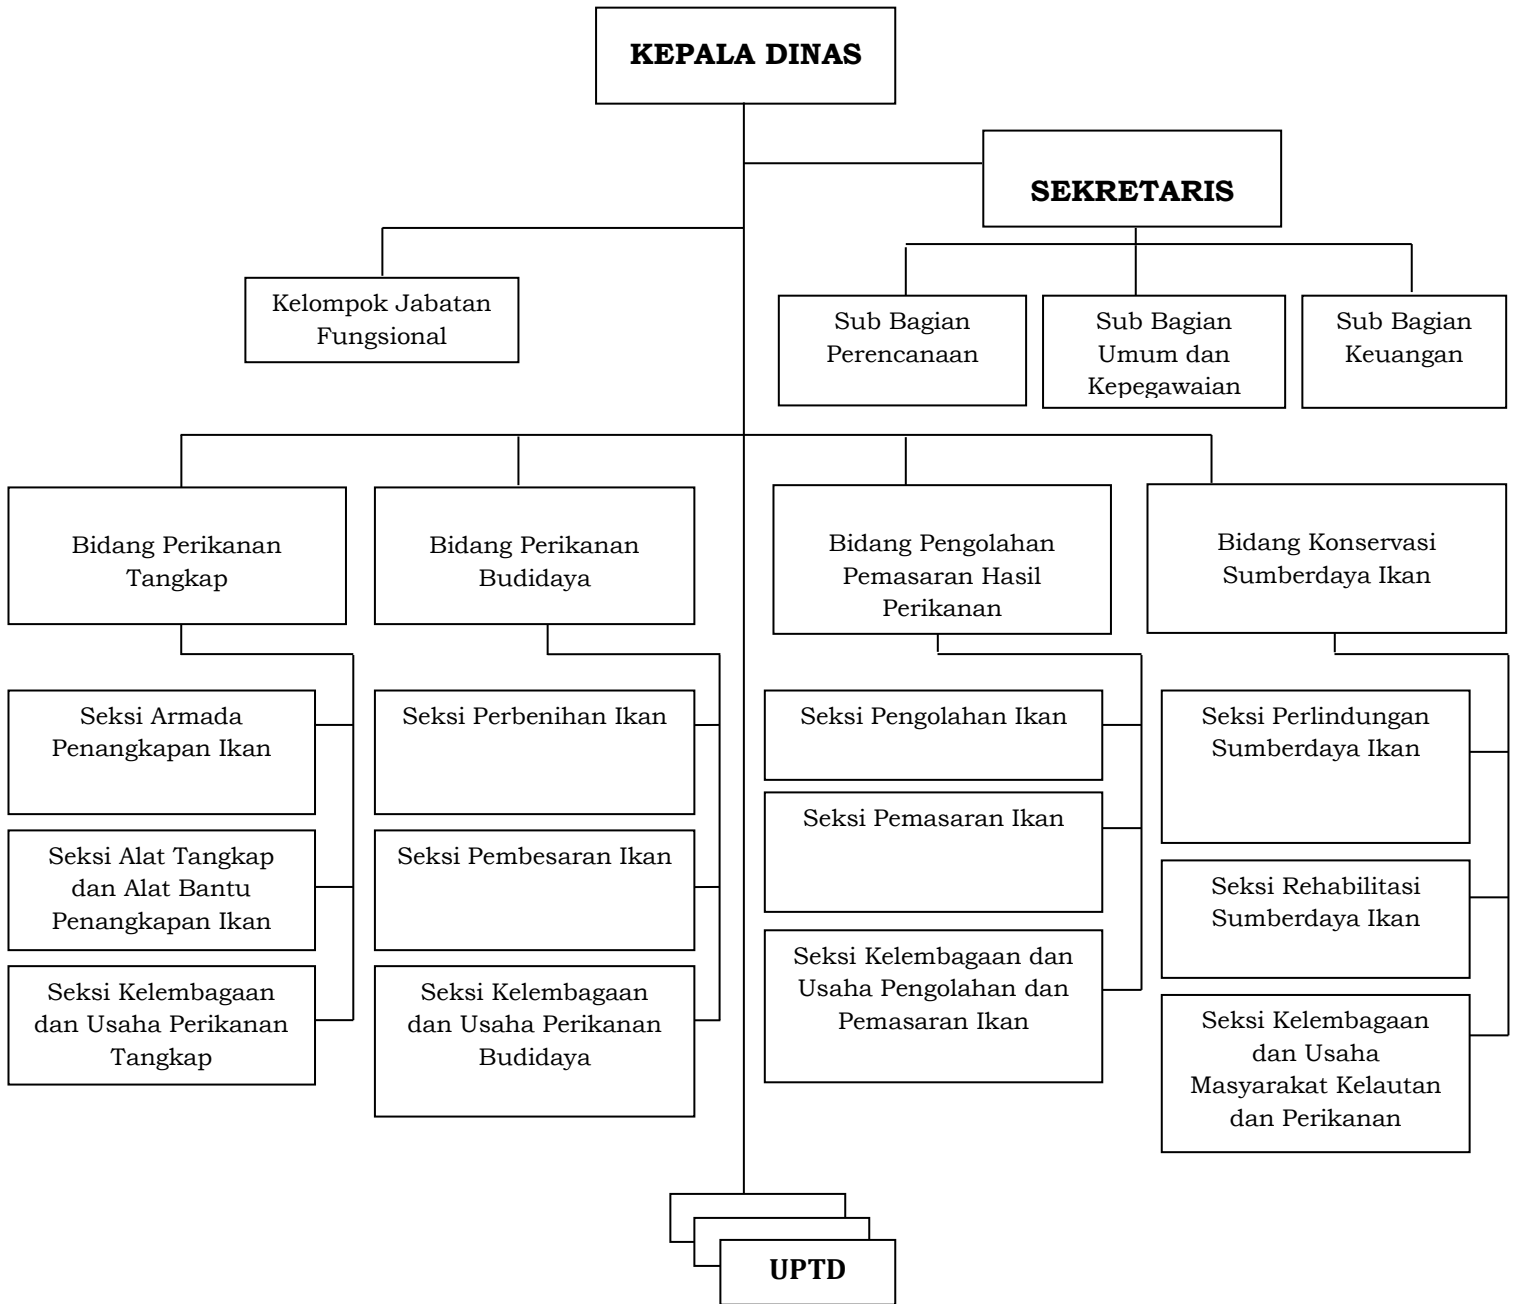 KEPALA DINAS
SEKRETARIS
Kelompok Jabatan
Fungsional
Sub Bagian
Perencanaan
Sub Bagian
Umum dan
Kepegawaian
Sub Bagian
Keuangan
Bidang Perikanan
Tangkap
Bidang Perikanan
Budidaya
Bidang Pengolahan
Pemasaran Hasil
Perikanan
Bidang Konservasi
Sumberdaya Ikan
Seksi Armada
Penangkapan Ikan
Seksi Alat Tangkap
dan Alat Bantu
Penangkapan Ikan
Seksi Kelembagaan
dan Usaha Perikanan
Tangkap
Seksi Perbenihan Ikan
Seksi Pembesaran Ikan
Seksi Kelembagaan
dan Usaha Perikanan
Budidaya
Seksi Pengolahan Ikan
Seksi Pemasaran Ikan
Seksi Kelembagaan dan
Usaha Pengolahan dan
Pemasaran Ikan
Seksi Perlindungan
Sumberdaya Ikan
Seksi Rehabilitasi
Sumberdaya Ikan
Seksi Kelembagaan
dan Usaha
Masyarakat Kelautan
dan Perikanan
UPTD